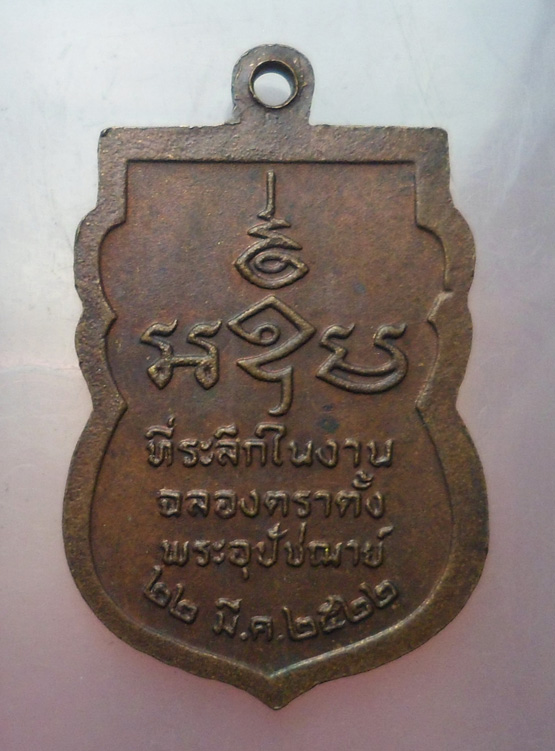 ที่ระลึกในงาน
ฉลองตราตั้ง
พระอุปัชฌาย์
๒๒ มี.ค.๒๕๒๒